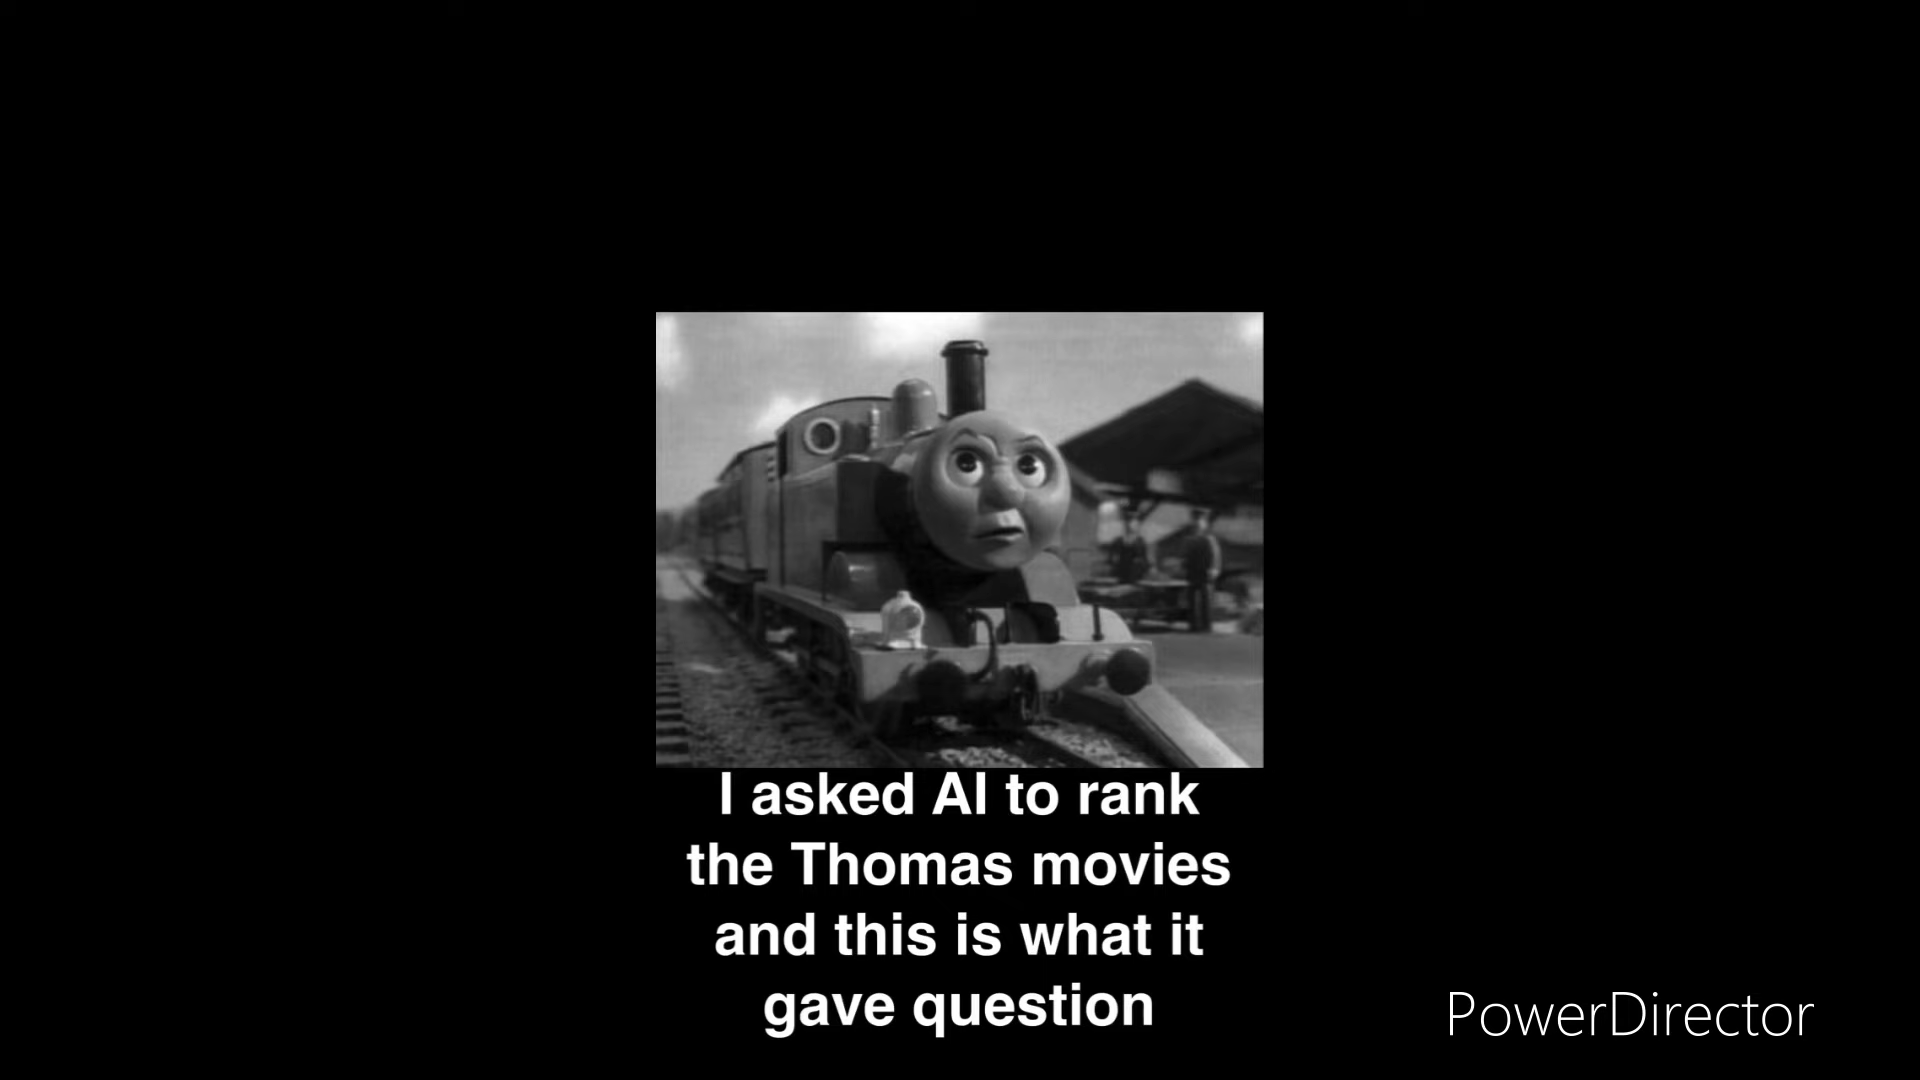 I asked AI to rank
the Thomas movies
and this is what it
gave question
PowerDirector